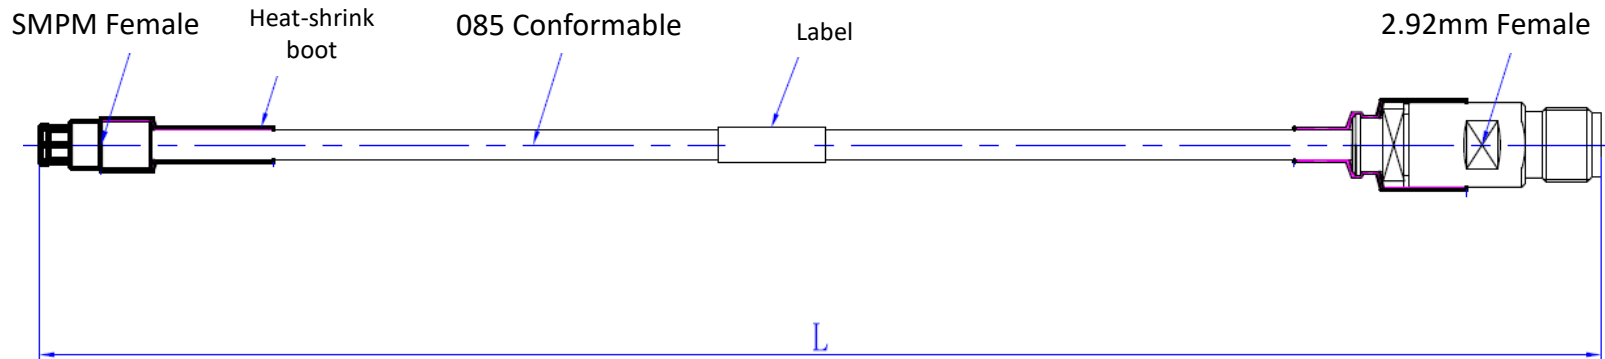 SMPM Female
Heat-shrink
boot
085 Conformable
Label
2.92mm Female
L